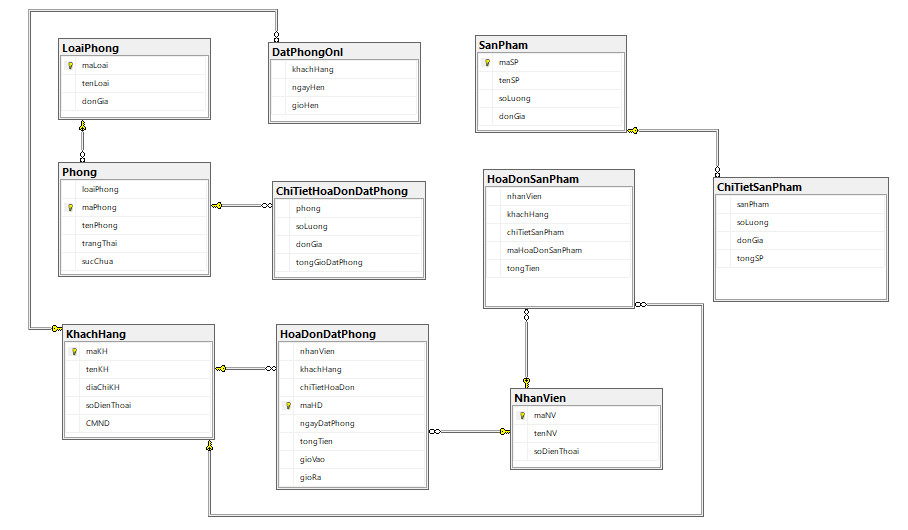 LoaiPhong
maLoai
tenLoai
donGia
DatPhongOnl
khachHang
ngayHen
gioHen
SanPham
maSP
tenSP
soLuong
donGia
Phong
loaiPhong
maPhong
tenPhong
trangThai
sucChua
ChiTietHoaDonDatPhong
phong
soLuong
donGia
tongGioDatPhong
HoaDonSanPham
nhanVien
khachHang
chiTietSanPham
maHoaDonSanPham
tongTien
ChiTietSanPham
sanPham
soLuong
donGia
tongSP
KhachHang
maKH
tenKH
diaChiKH
soDienThoai
CMND
HoaDonDatPhong
nhanVien
khachHang
chiTietHoaDon
maHD
ngayDatPhong
tongTien
gioVao
gioRa
NhanVien
maNV
tenNV
soDienThoai